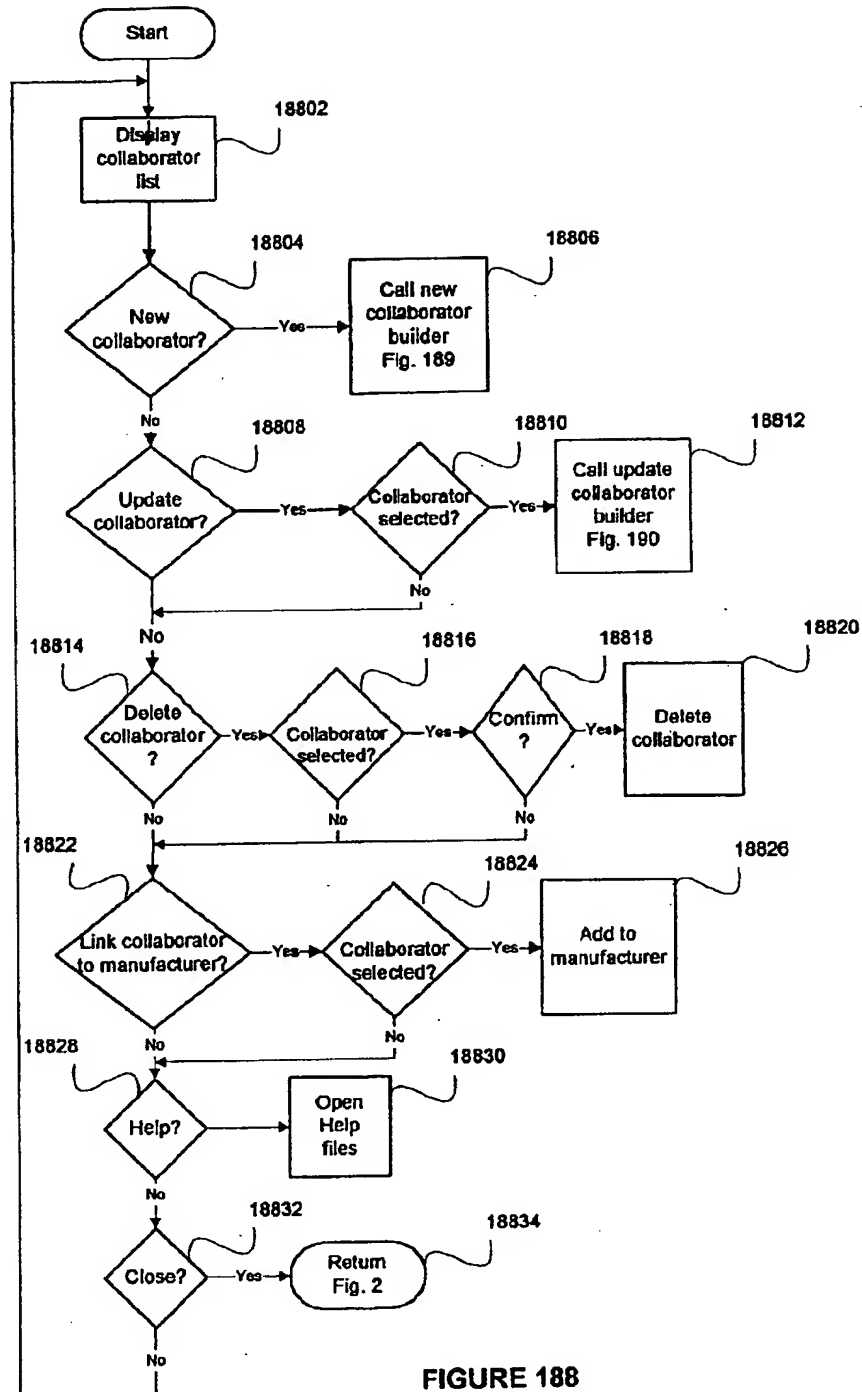 Start
18802
Display
collaborator
list
18804
18806
New
collaborator?
Yes
Call new
collaborator
builder
Fig. 189
No
18808
18810
18812
Update
collaborator?
Yes
Collaborator
selected?
Yes
Call update
collaborator
builder
Fig. 190
No
No
18814
18816
18818
18820
Delete
collaborator
?
Yes
Collaborator
selected?
Yes
Confirm
?
Yes
Delete
collaborator
No
No
No
18822
18824
18826
Link collaborator
to manufacturer?
Yes
Collaborator
selected?
Yes
Add to
manufacturer
No
No
18828
18830
Help?
Open
Help
files
No
18832
18834
Close?
Yes
Return
Fig. 2
No
FIGURE 188